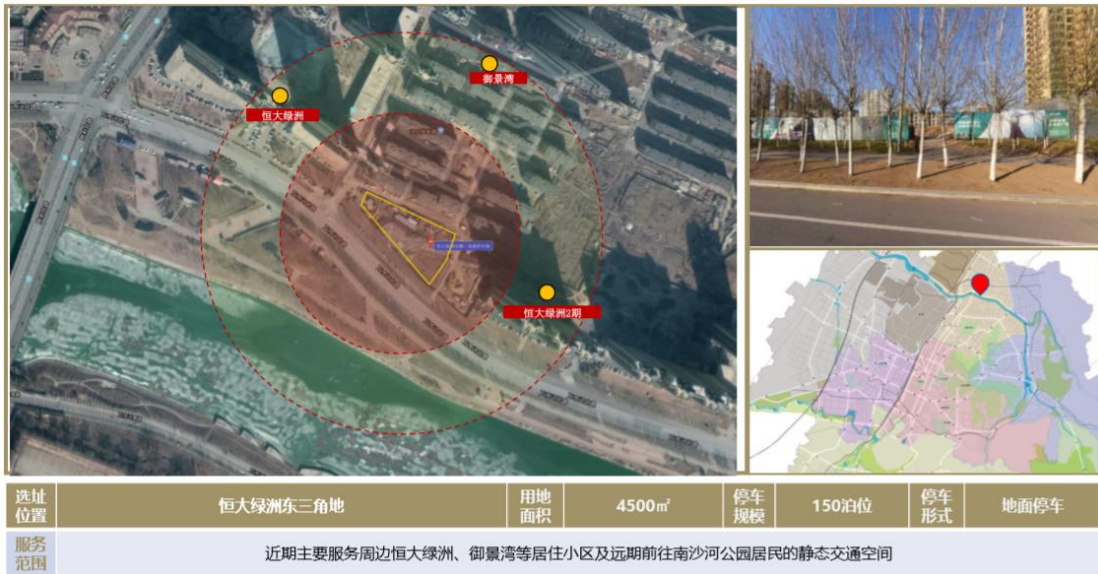 御景湾
恒大绿洲
恒大绿洲2期
选址位置
恒大绿洲东三角地
用地面积
4500㎡
停车规模
150泊位
停车形式
地面停车
服务范围
近期主要服务周边恒大绿洲、御景湾等居住小区及远期前往南沙河公园居民的静态交通空间